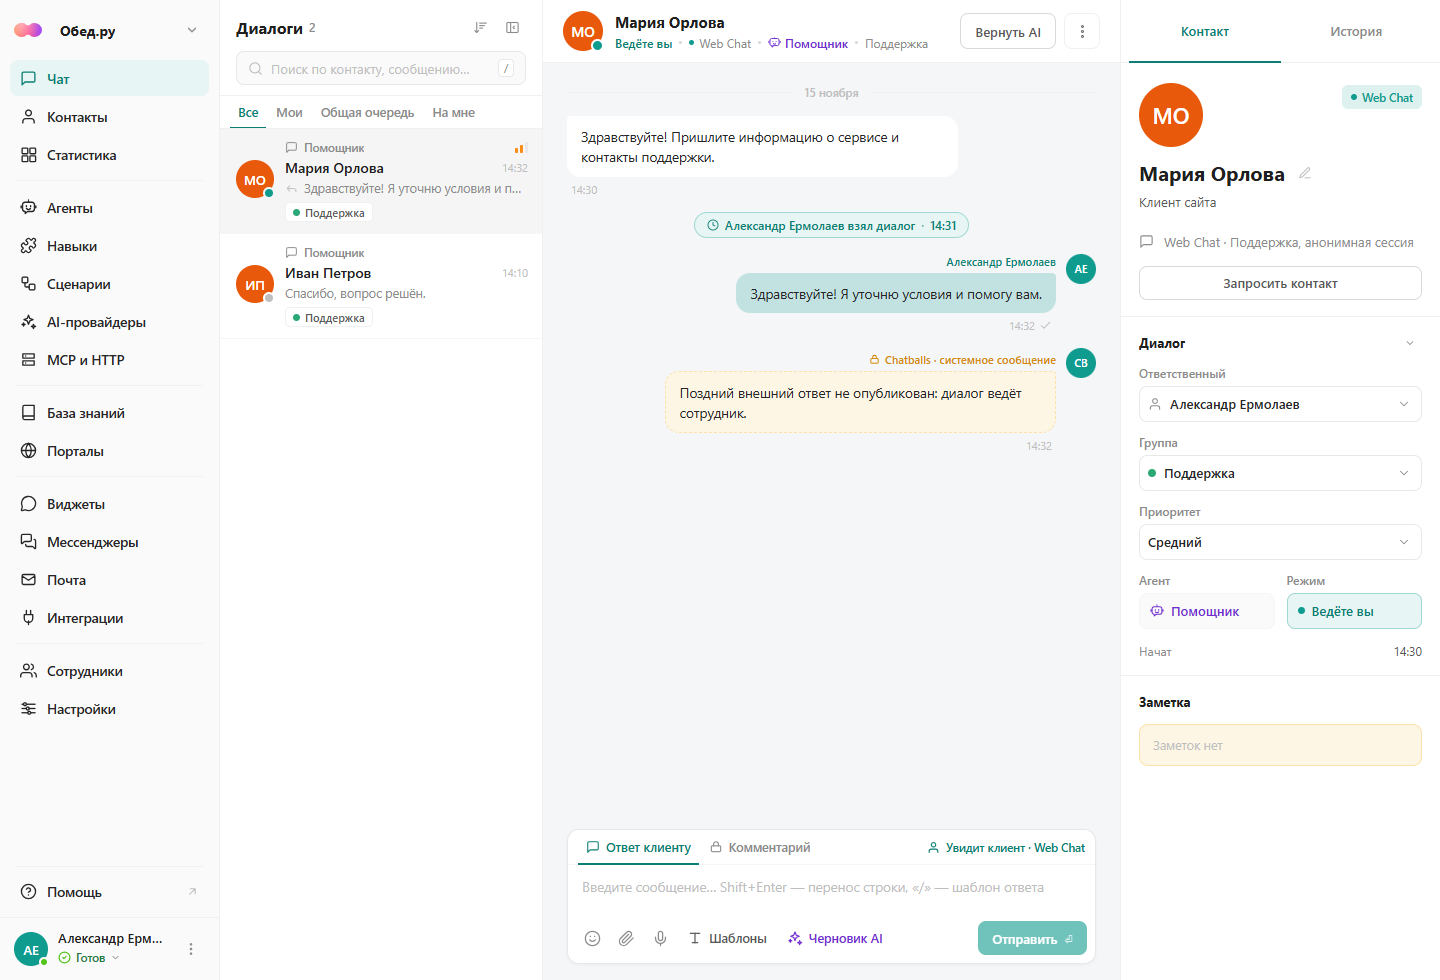 Обед.ру
Чат
Контакты
Статистика
Агенты
Навыки
Сценарии
AI-провайдеры
MCP и HTTP
База знаний
Порталы
Виджеты
Мессенджеры
Почта
Интеграции
Сотрудники
Настройки
Помощь
АЕ
Александр Ерм...
Готов
Диалоги 2
Поиск по контакту, сообщению... /
Все Мои Общая очередь На мне
Помощник
МО
Мария Орлова 14:32
Здравствуйте! Я уточню условия и п...
Поддержка
Помощник
ИП
Иван Петров 14:10
Спасибо, вопрос решён.
Поддержка
МО
Мария Орлова
Ведёте вы · Web Chat · Помощник · Поддержка
Вернуть AI
15 ноября
Здравствуйте! Пришлите информацию о сервисе и
контакты поддержки.
14:30
Александр Ермолаев взял диалог · 14:31
Александр Ермолаев
АЕ
Здравствуйте! Я уточню условия и помогу вам.
14:32
Chatballs · системное сообщение
CB
Поздний внешний ответ не опубликован: диалог ведёт
сотрудник.
14:32
Ответ клиенту Комментарий Увидит клиент · Web Chat
Введите сообщение... Shift+Enter — перенос строки, «/» — шаблон ответа
Шаблоны Черновик AI Отправить
Контакт История
МО
Web Chat
Мария Орлова
Клиент сайта
Web Chat · Поддержка, анонимная сессия
Запросить контакт
Диалог
Ответственный
Александр Ермолаев
Группа
Поддержка
Приоритет
Средний
Агент Режим
Помощник Ведёте вы
Начат 14:30
Заметка
Заметок нет